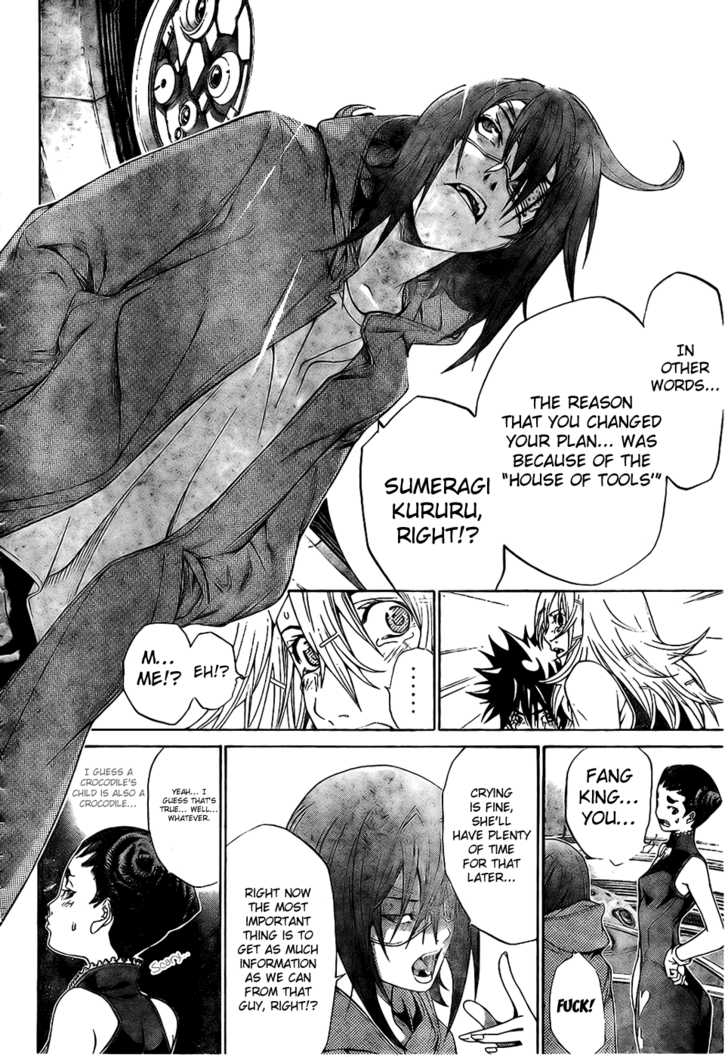 IN
OTHER
WORDS...
THE REASON
THAT YOU CHANGED
YOUR PLAN... WAS
BECAUSE OF THE
"HOUSE OF TOOLS'"
SUMERAGI
KURURU,
RIGHT!?
.....
EH!?
M...
ME!?
FANG
KING...
YOU...
FUCK!
CRYING
IS FINE,
SHE'LL
HAVE PLENTY
OF TIME
FOR THAT
LATER...
RIGHT NOW
THE MOST
IMPORTANT
THING IS TO
GET AS MUCH
INFORMATION
AS WE CAN
FROM THAT
GUY, RIGHT!?
YEAH... I
GUESS THAT'S
TRUE... WELL...
WHATEVER.
I GUESS A
CROCODILE'S
CHILD IS ALSO A
CROCODILE...
Scary...